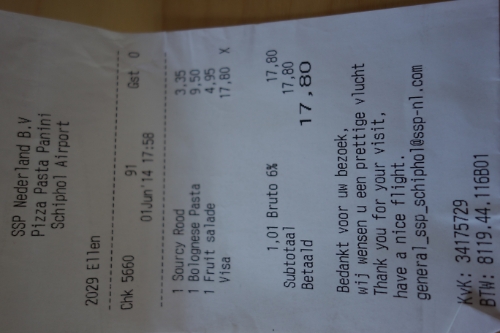 SSP Nederland B.V
Pizza Pasta Panini
Schiphol Airport
2029 Ellen
Chk 5660 91 Gst 0
01Jun'14 17:58
1 Sourcy Rood 3,35
1 Bolognese Pasta 9,50
1 Fruit salade 4,95
Visa 17,80 X
1,01 Bruto 6% 17,80
Subtotaal 17,80
Betaald 17,80
Bedankt voor uw bezoek,
wij wensen u een prettige vlucht
Thank you for your visit,
have a nice flight.
general_ssp_schiphol@ssp-nl.com
KvK: 34175729
BTW: 8119.44.116B01